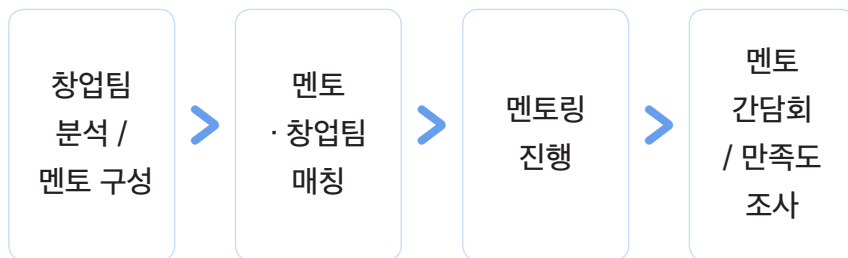 창업팀
분석 /
멘토 구성
멘토
· 창업팀
매칭
멘토링
진행
멘토
간담회
/ 만족도
조사